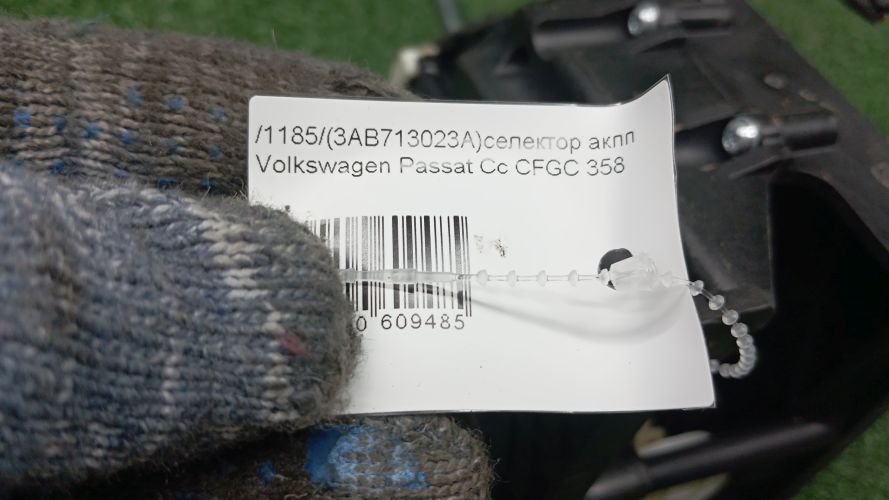 /1185/(3AB713023A)селектор акпп
Volkswagen Passat Cc CFGC 358
0 609485